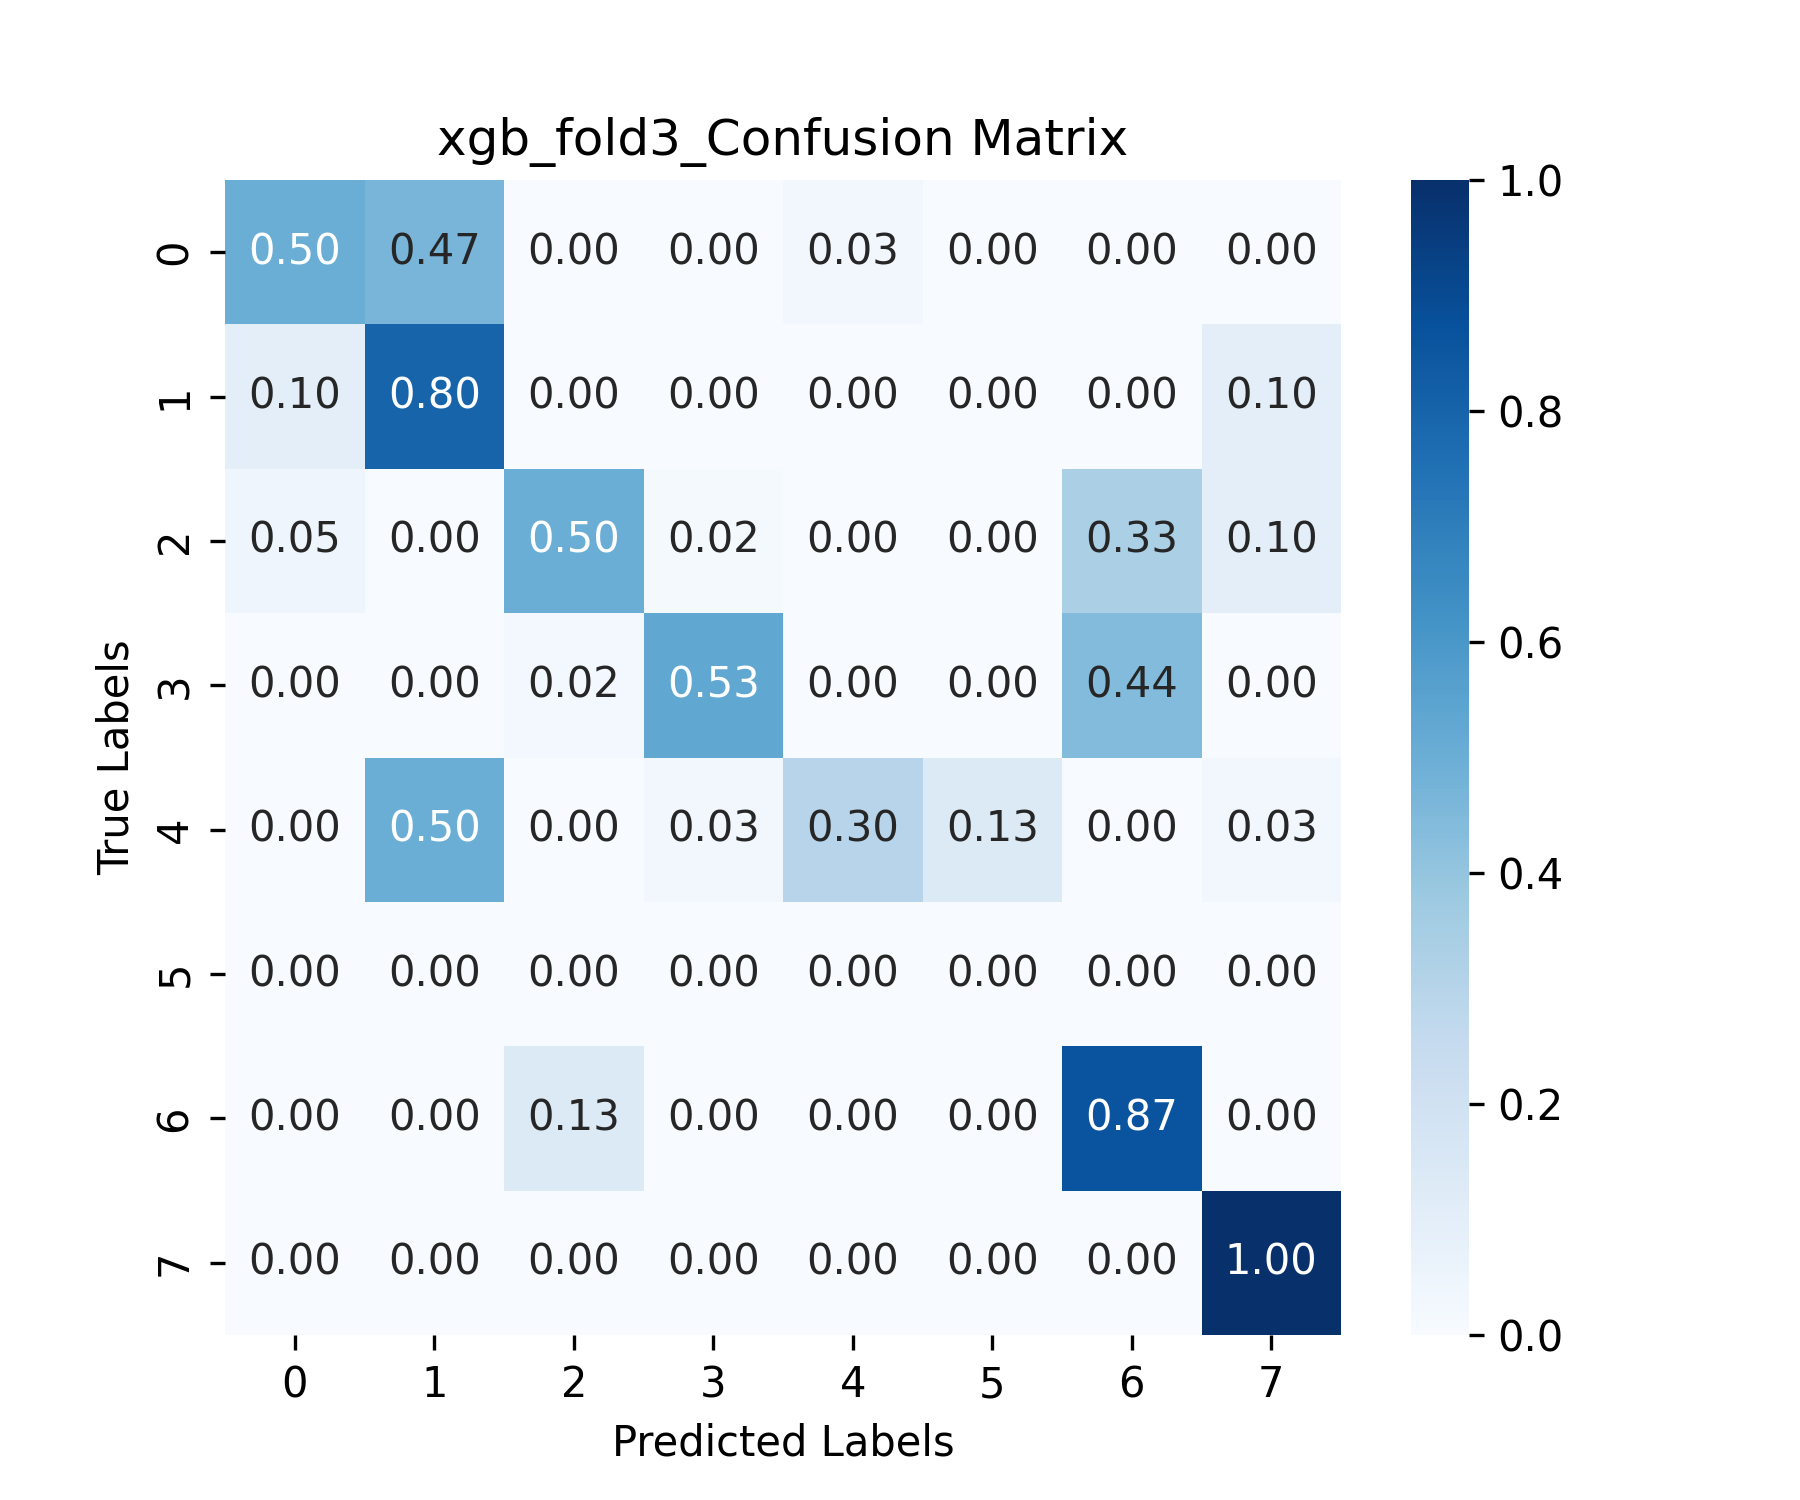 xgb_fold3_Confusion Matrix
0 0.50 0.47 0.00 0.00 0.03 0.00 0.00 0.00
1 0.10 0.80 0.00 0.00 0.00 0.00 0.00 0.10
2 0.05 0.00 0.50 0.02 0.00 0.00 0.33 0.10
3 0.00 0.00 0.02 0.53 0.00 0.00 0.44 0.00
4 0.00 0.50 0.00 0.03 0.30 0.13 0.00 0.03
5 0.00 0.00 0.00 0.00 0.00 0.00 0.00 0.00
6 0.00 0.00 0.13 0.00 0.00 0.00 0.87 0.00
7 0.00 0.00 0.00 0.00 0.00 0.00 0.00 1.00
0 1 2 3 4 5 6 7
Predicted Labels
True Labels
1.0
0.8
0.6
0.4
0.2
0.0